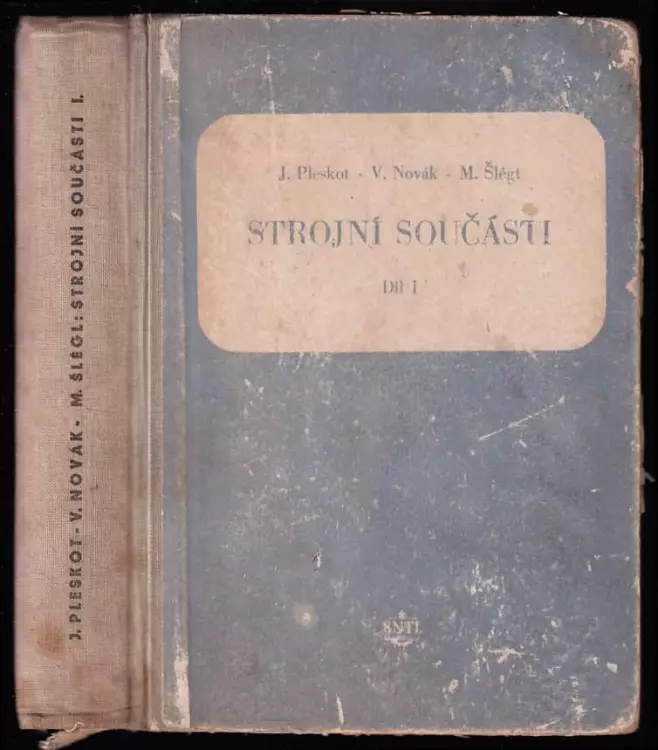 J. PLESKOT - V. NOVÁK - M. ŠLÉGL: STROJNÍ SOUČÁSTI I.
J. Pleskot - V. Novák - M. Šlégl
STROJNÍ SOUČÁSTI
Díl I
SNTL